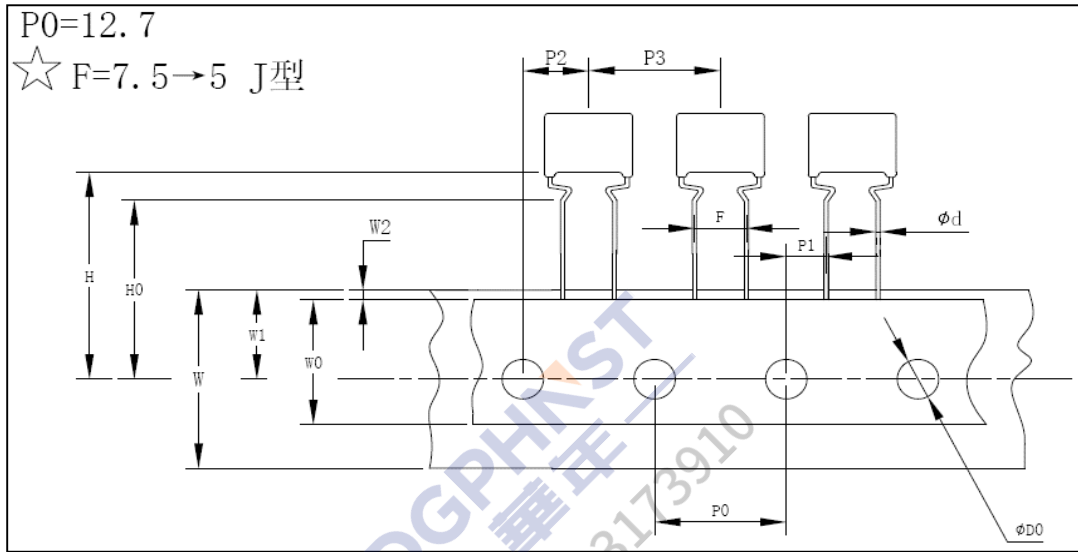 P0=12.7
☆ F=7.5→5 J型
P2
P3
W2
F
P1
φd
H
H0
W1
W0
W
P0
φD0
DGPHNST
華年
3173910